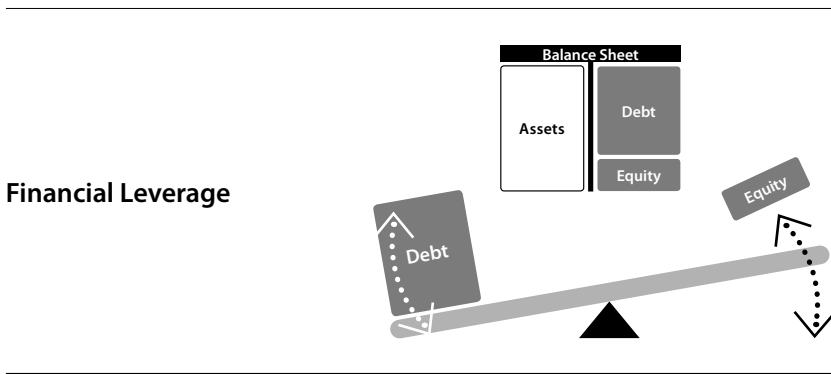 Financial Leverage
Balance Sheet
Assets
Debt
Equity
Debt
Equity